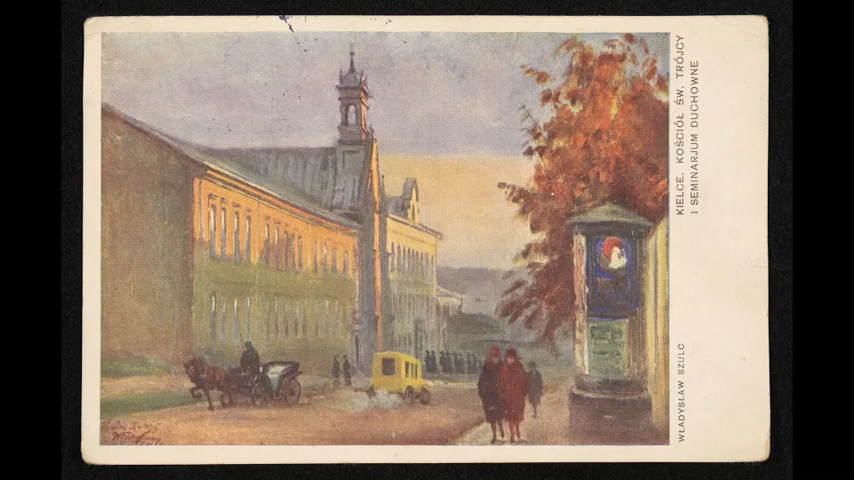 KIELCE. KOŚCIÓŁ ŚW. TRÓJCY
I SEMINARJUM DUCHOWNE
WŁADYSŁAW SZULC